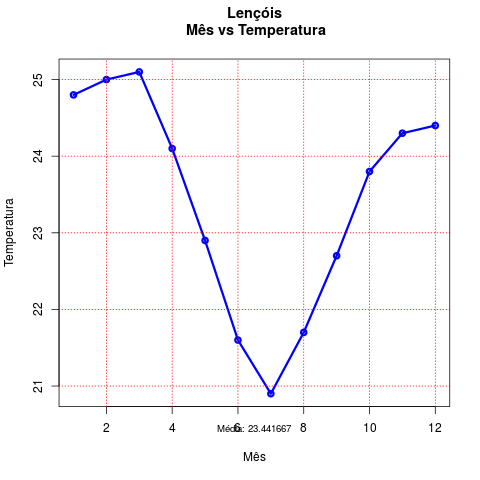 Lençóis
Mês vs Temperatura
Temperatura
25
24
23
22
21
2 4 6 8 10 12
Média: 23.441667
Mês